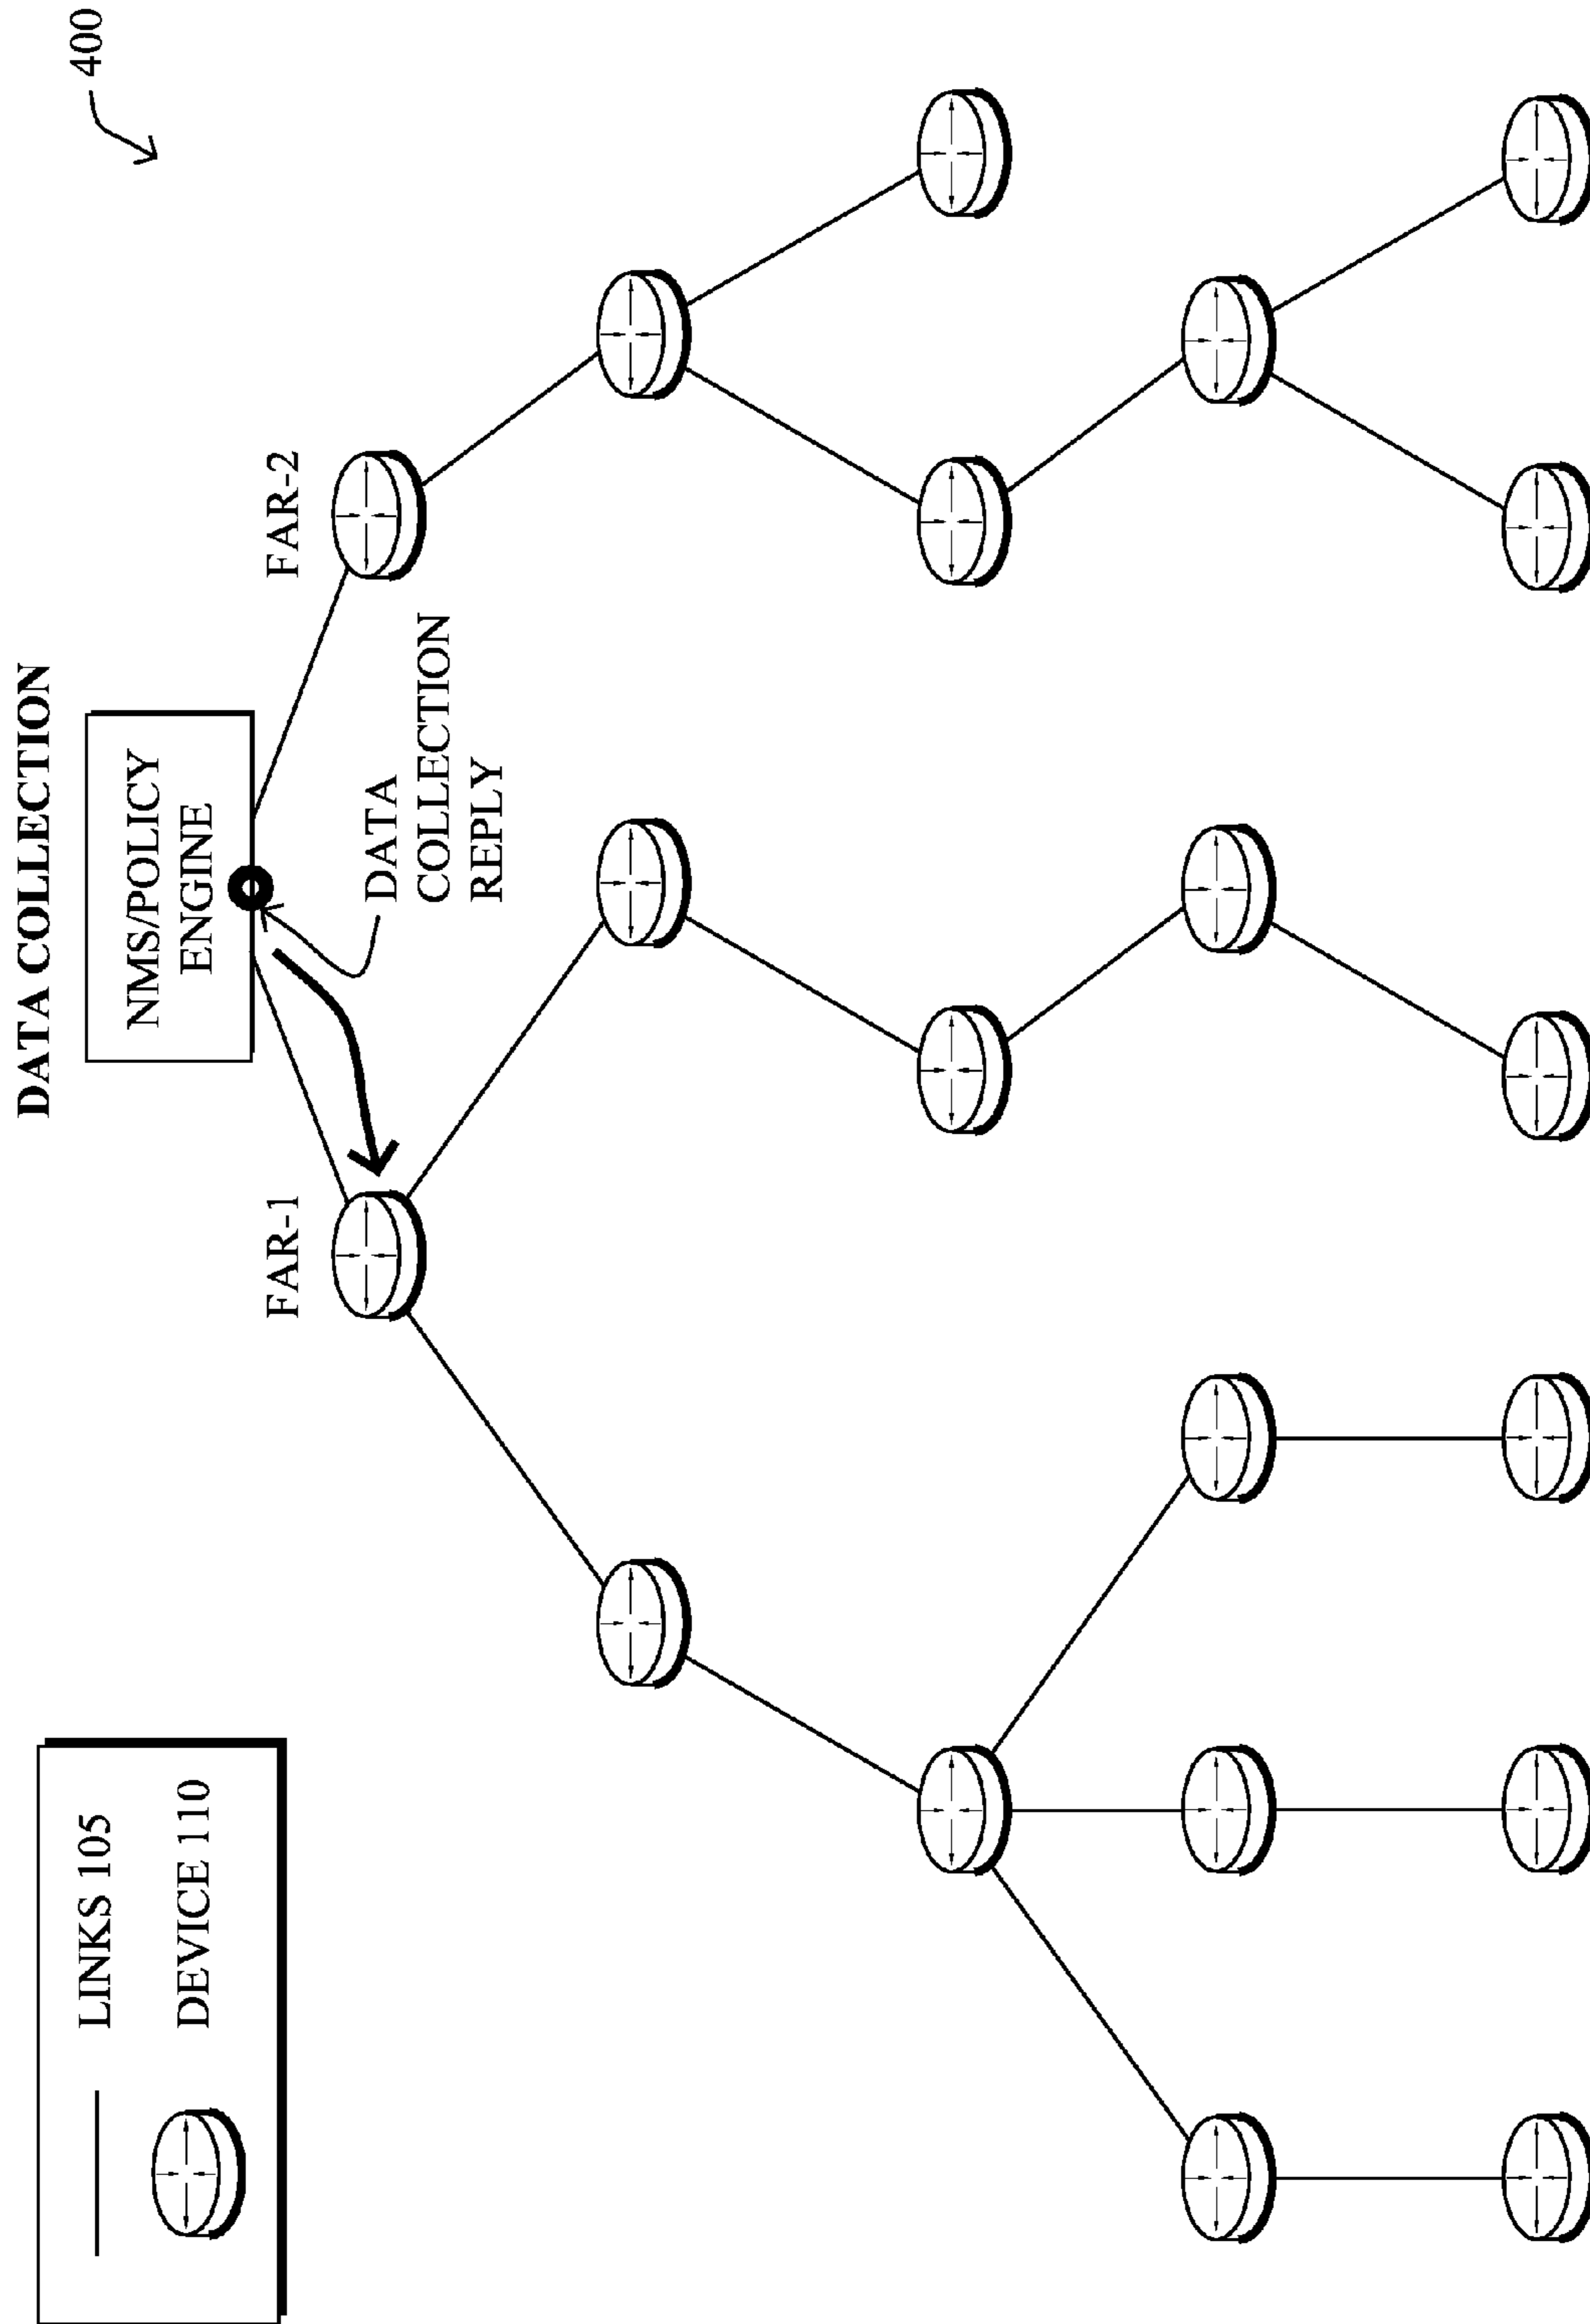 DATA COLLECTION
400
LINKS 105
DEVICE 110
NMS/POLICY
ENGINE
FAR-1
FAR-2
DATA
COLLECTION
REPLY